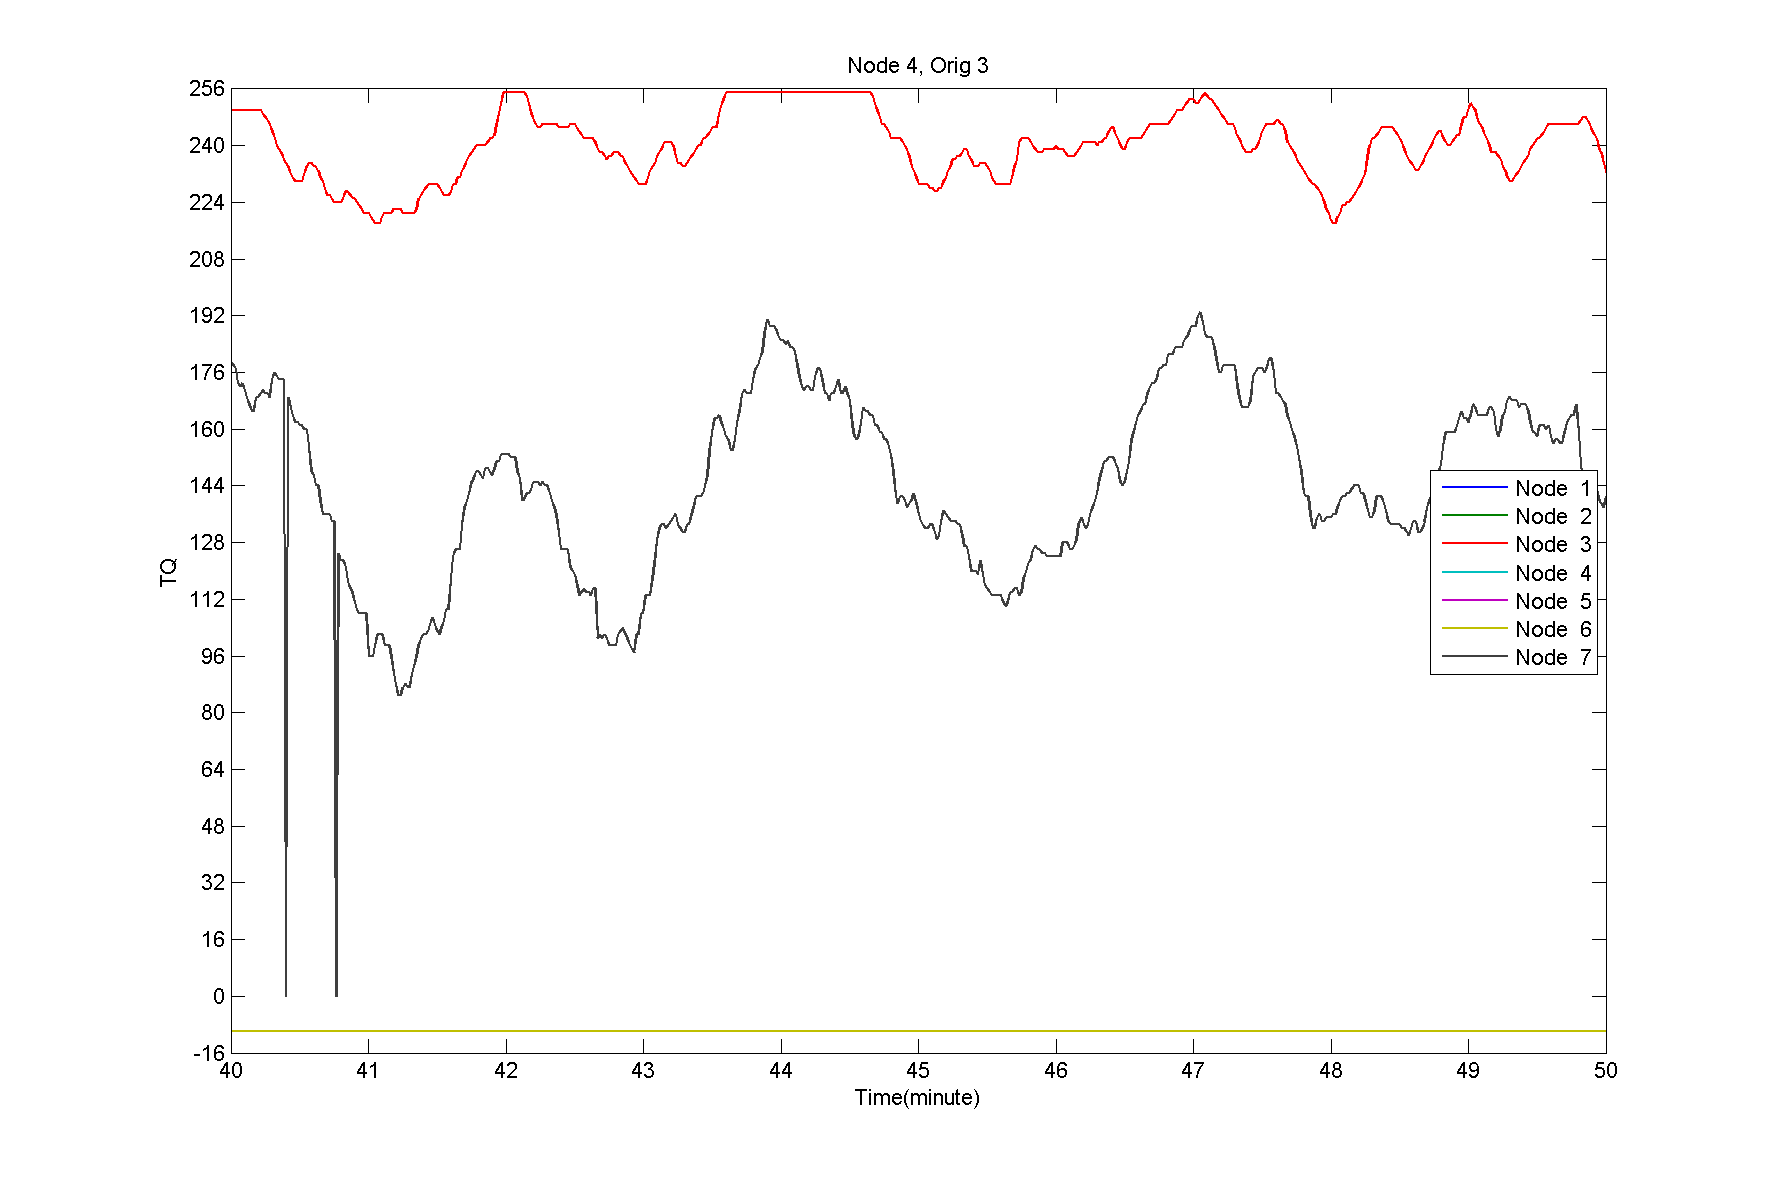 Node 4, Orig 3
256
240
224
208
192
176
160
144
128
112
96
80
64
48
32
16
0
-16
TQ
Node 1
Node 2
Node 3
Node 4
Node 5
Node 6
Node 7
40 41 42 43 44 45 46 47 48 49 50
Time(minute)